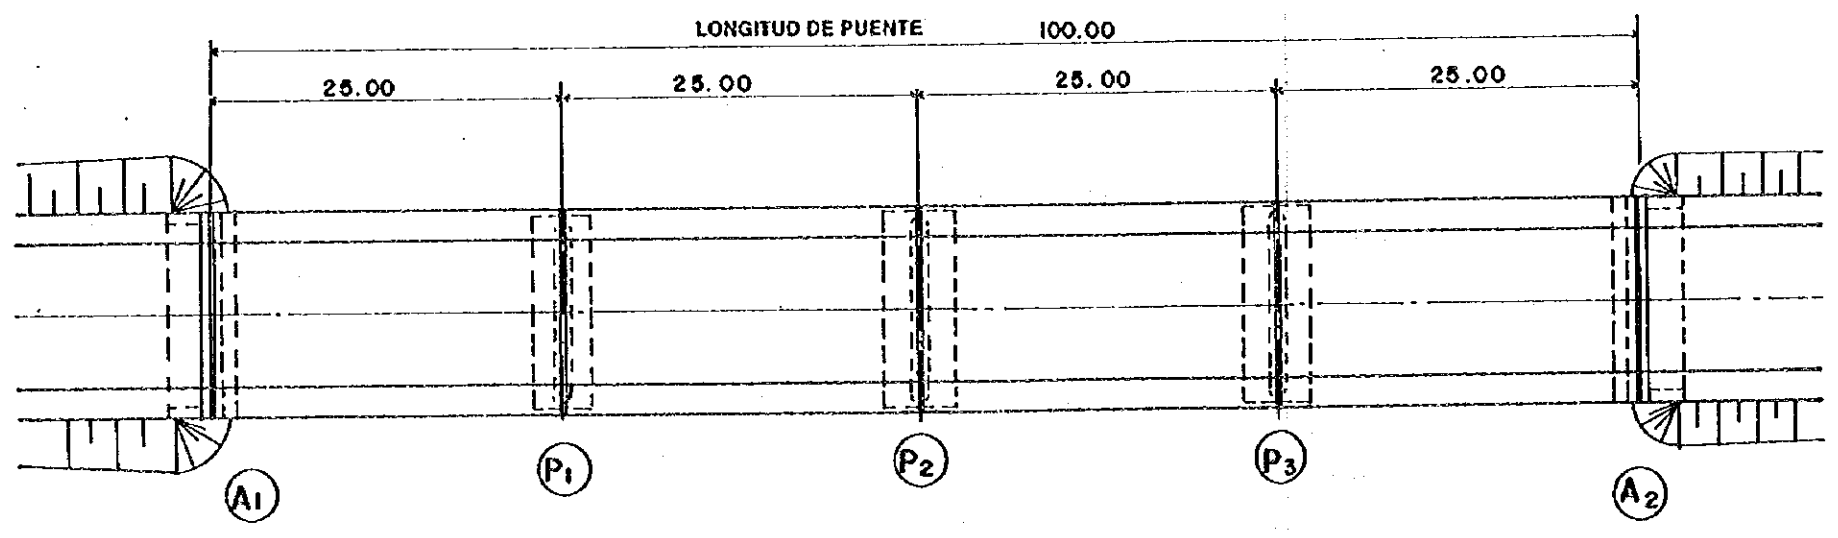 LONGITUD DE PUENTE 100.00
25.00 25.00 25.00 25.00
A1 P1 P2 P3 A2